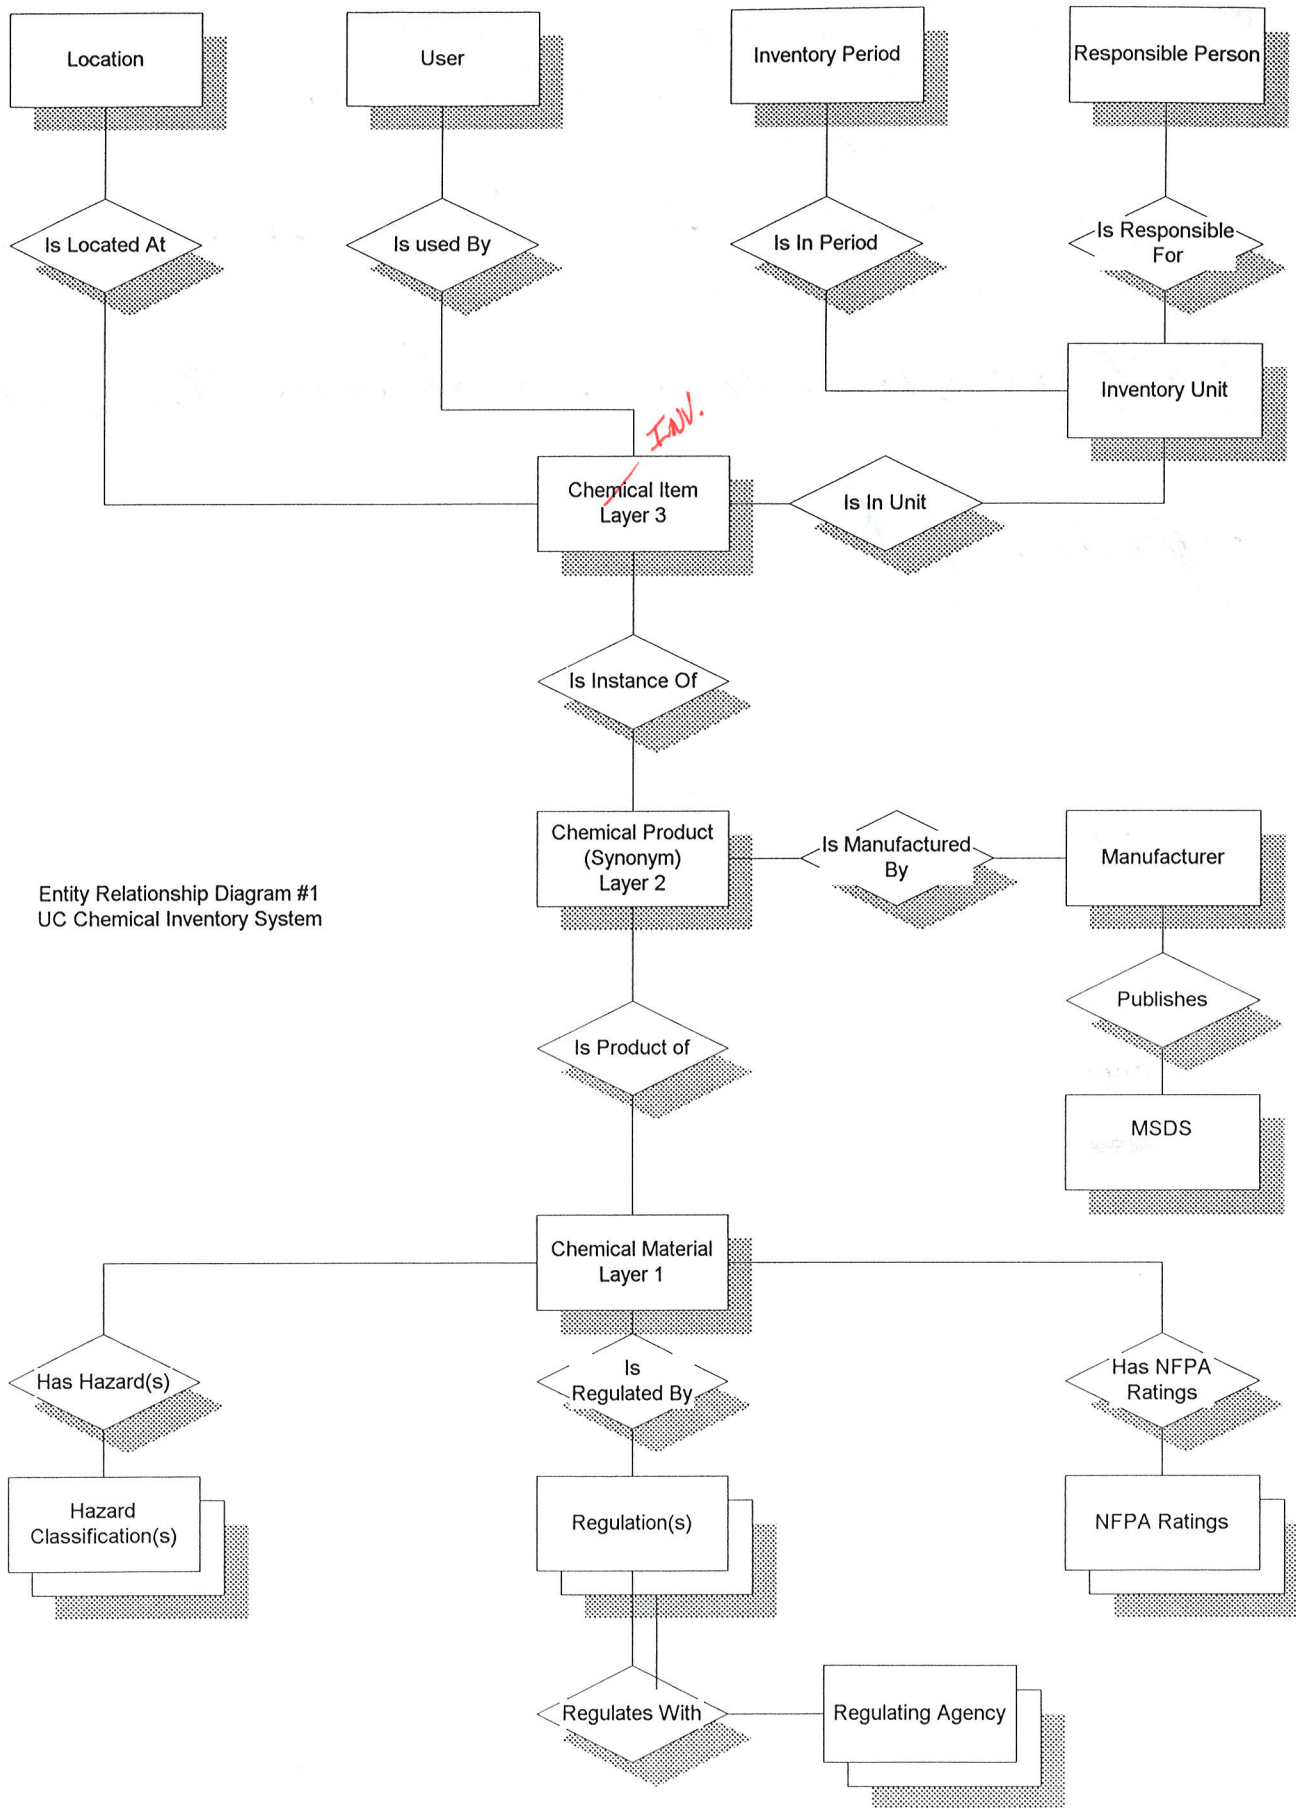 Location
User
Inventory Period
Responsible Person
Is Located At
Is used By
Is In Period
Is Responsible
For
Inventory Unit
INV.
Chemical Item
Layer 3
Is In Unit
Is Instance Of
Chemical Product
(Synonym)
Layer 2
Is Manufactured
By
Manufacturer
Entity Relationship Diagram #1
UC Chemical Inventory System
Publishes
Is Product of
MSDS
Chemical Material
Layer 1
Has Hazard(s)
Is
Regulated By
Has NFPA
Ratings
Hazard
Classification(s)
Regulation(s)
NFPA Ratings
Regulates With
Regulating Agency